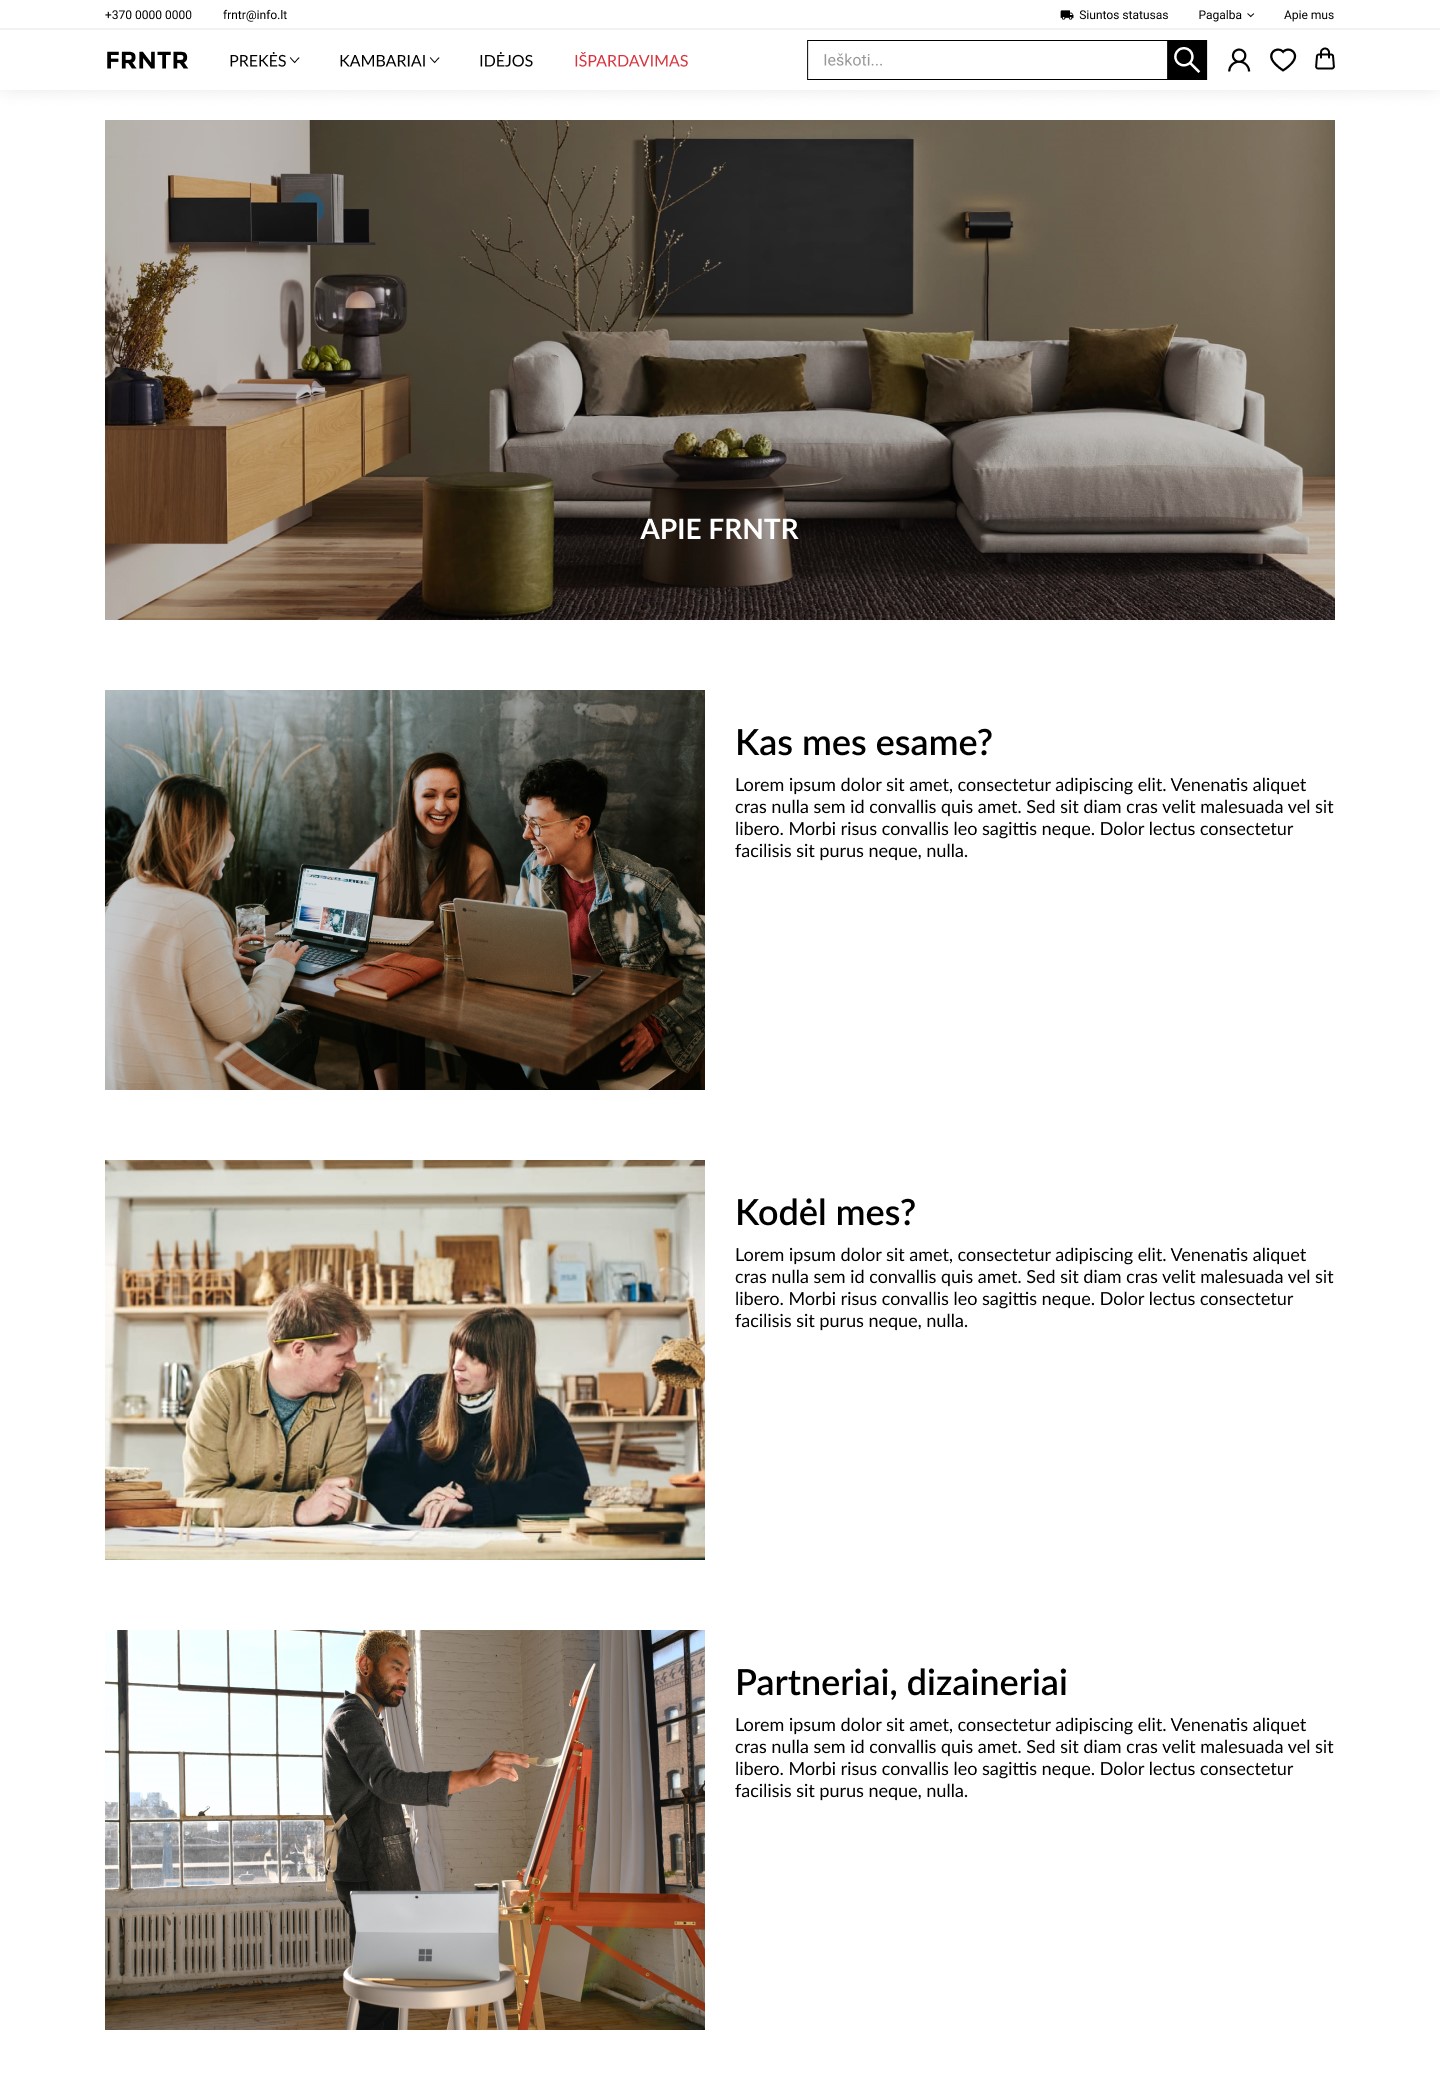 +370 0000 0000 frntr@info.lt Siuntos statusas Pagalba Apie mus
FRNTR PREKĖS KAMBARIAI IDĖJOS IŠPARDAVIMAS Ieškoti...
APIE FRNTR
Kas mes esame?
Lorem ipsum dolor sit amet, consectetur adipiscing elit. Venenatis aliquet
cras nulla sem id convallis quis amet. Sed sit diam cras velit malesuada vel sit
libero. Morbi risus convallis leo sagittis neque. Dolor lectus consectetur
facilisis sit purus neque, nulla.
Kodėl mes?
Lorem ipsum dolor sit amet, consectetur adipiscing elit. Venenatis aliquet
cras nulla sem id convallis quis amet. Sed sit diam cras velit malesuada vel sit
libero. Morbi risus convallis leo sagittis neque. Dolor lectus consectetur
facilisis sit purus neque, nulla.
Partneriai, dizaineriai
Lorem ipsum dolor sit amet, consectetur adipiscing elit. Venenatis aliquet
cras nulla sem id convallis quis amet. Sed sit diam cras velit malesuada vel sit
libero. Morbi risus convallis leo sagittis neque. Dolor lectus consectetur
facilisis sit purus neque, nulla.